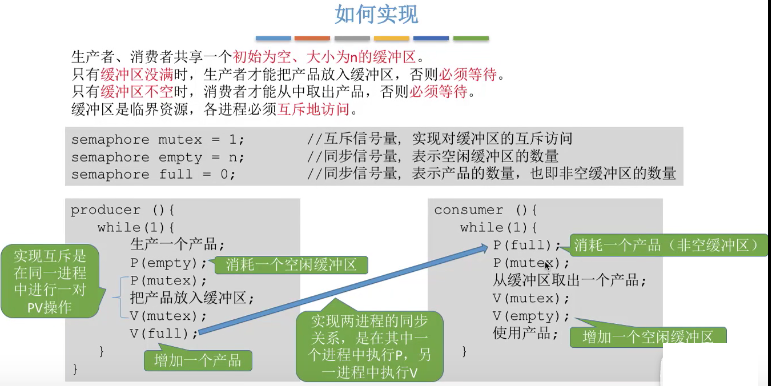 如何实现
生产者、消费者共享一个初始为空、大小为n的缓冲区。
只有缓冲区没满时，生产者才能把产品放入缓冲区，否则必须等待。
只有缓冲区不空时，消费者才能从中取出产品，否则必须等待。
缓冲区是临界资源，各进程必须互斥地访问。
semaphore mutex = 1; //互斥信号量，实现对缓冲区的互斥访问
semaphore empty = n; //同步信号量，表示空闲缓冲区的数量
semaphore full = 0; //同步信号量，表示产品的数量，也即非空缓冲区的数量
producer (){
while(1){
生产一个产品;
P(empty);
P(mutex);
把产品放入缓冲区;
V(mutex);
V(full);
}
}
实现互斥是
在同一进程
中进行一对
PV操作
消耗一个空闲缓冲区
增加一个产品
实现两进程的同步
关系，是在其中一
个进程中执行P，另
一进程中执行V
consumer (){
while(1){
P(full);
P(mutex);
从缓冲区取出一个产品;
V(mutex);
V(empty);
使用产品;
}
}
消耗一个产品（非空缓冲区）
增加一个空闲缓冲区